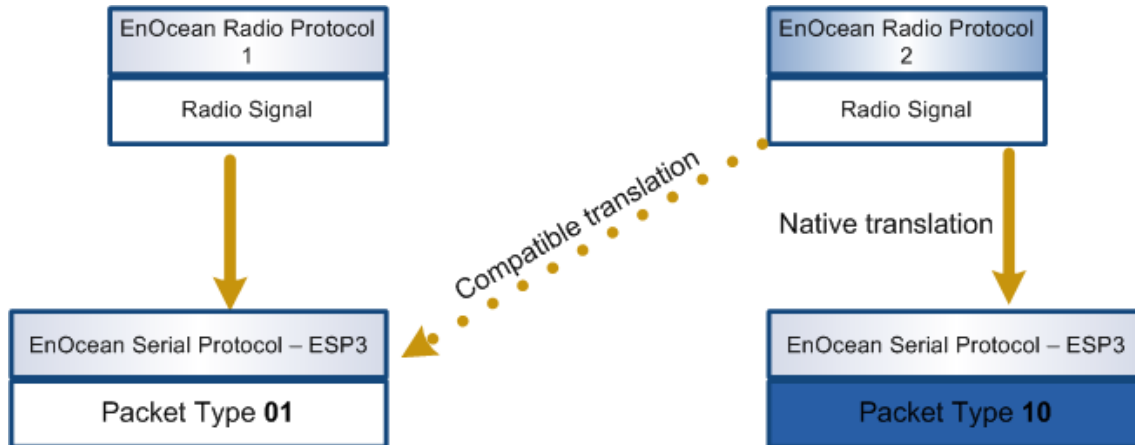 EnOcean Radio Protocol
1
Radio Signal
EnOcean Radio Protocol
2
Radio Signal
Compatible translation
Native translation
EnOcean Serial Protocol – ESP3
Packet Type 01
EnOcean Serial Protocol – ESP3
Packet Type 10